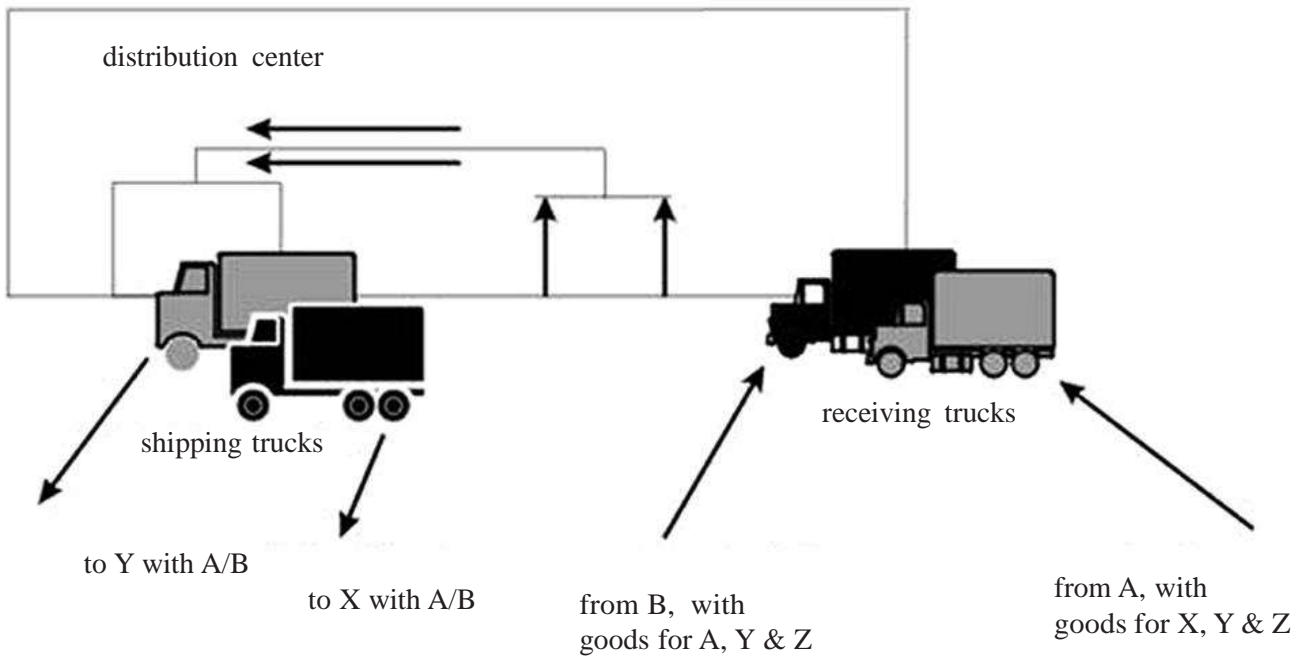 distribution center
shipping trucks
receiving trucks
to Y with A/B
to X with A/B
from B, with
goods for A, Y & Z
from A, with
goods for X, Y & Z